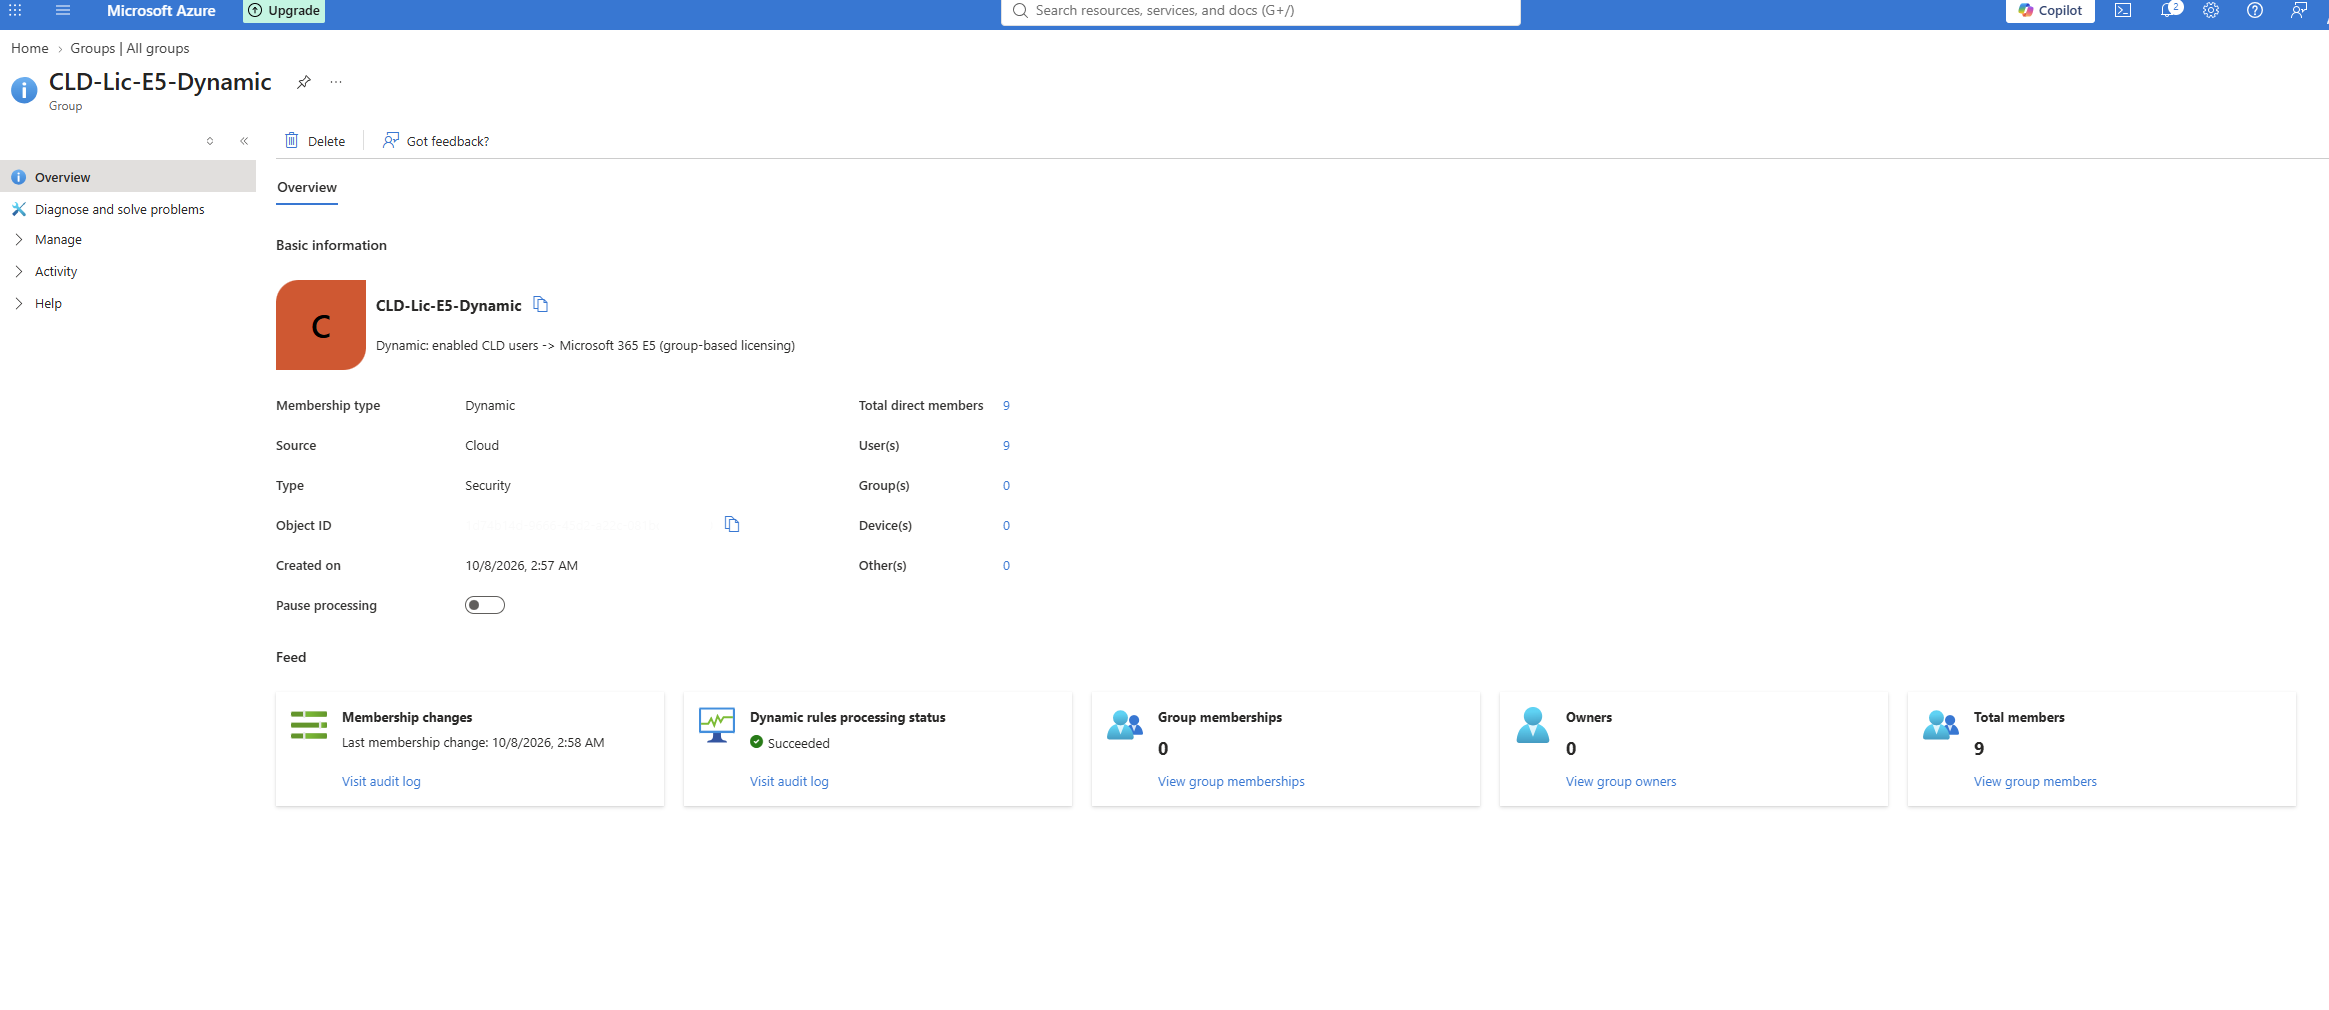 Microsoft Azure
Upgrade
Search resources, services, and docs (G+/)
Copilot
2
Home > Groups | All groups
CLD-Lic-E5-Dynamic
Group
Delete
Got feedback?
Overview
Diagnose and solve problems
Manage
Activity
Help
Overview
Basic information
C
CLD-Lic-E5-Dynamic
Dynamic: enabled CLD users -> Microsoft 365 E5 (group-based licensing)
Membership type Dynamic
Source Cloud
Type Security
Object ID
Created on 10/8/2026, 2:57 AM
Pause processing
Total direct members 9
User(s) 9
Group(s) 0
Device(s) 0
Other(s) 0
Feed
Membership changes
Last membership change: 10/8/2026, 2:58 AM
Visit audit log
Dynamic rules processing status
Succeeded
Visit audit log
Group memberships
0
View group memberships
Owners
0
View group owners
Total members
9
View group members